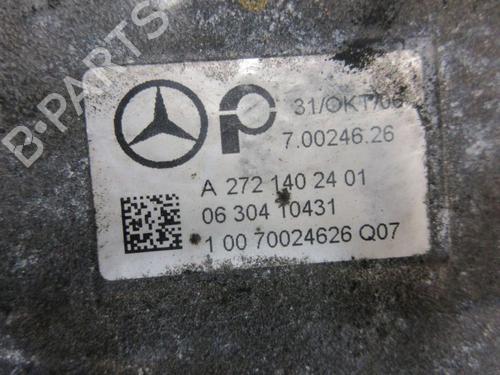 B-PARTS
31/OKT/06
7.00246.26
A 272 140 24 01
06 304 10431
1 00 70024626 Q07